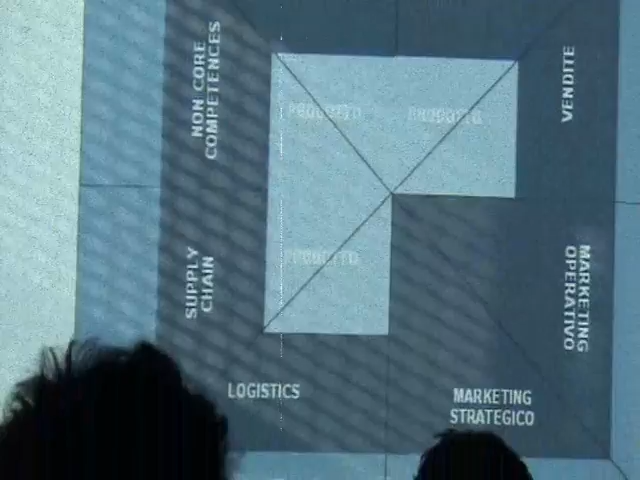 NON CORE
COMPETENCES
VENDITE
PRODOTTO
PRODOTTO
SUPPLY
CHAIN
PRODOTTO
MARKETING
OPERATIVO
LOGISTICS
MARKETING
STRATEGICO